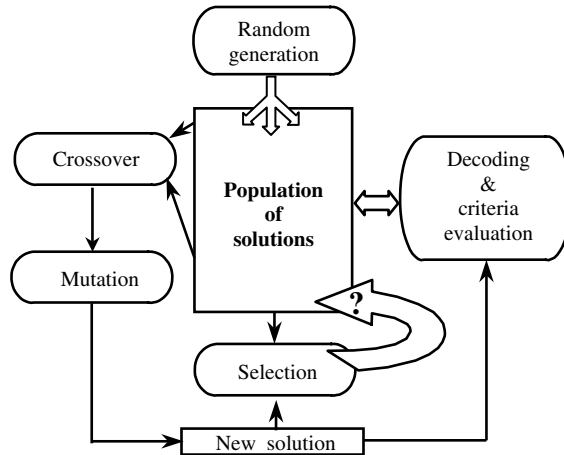 Random
generation
Crossover
Population
of
solutions
Decoding
&
criteria
evaluation
Mutation
?
Selection
New solution